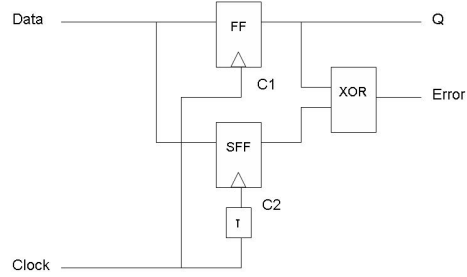 Data
FF
Q
C1
XOR
Error
SFF
C2
T
Clock